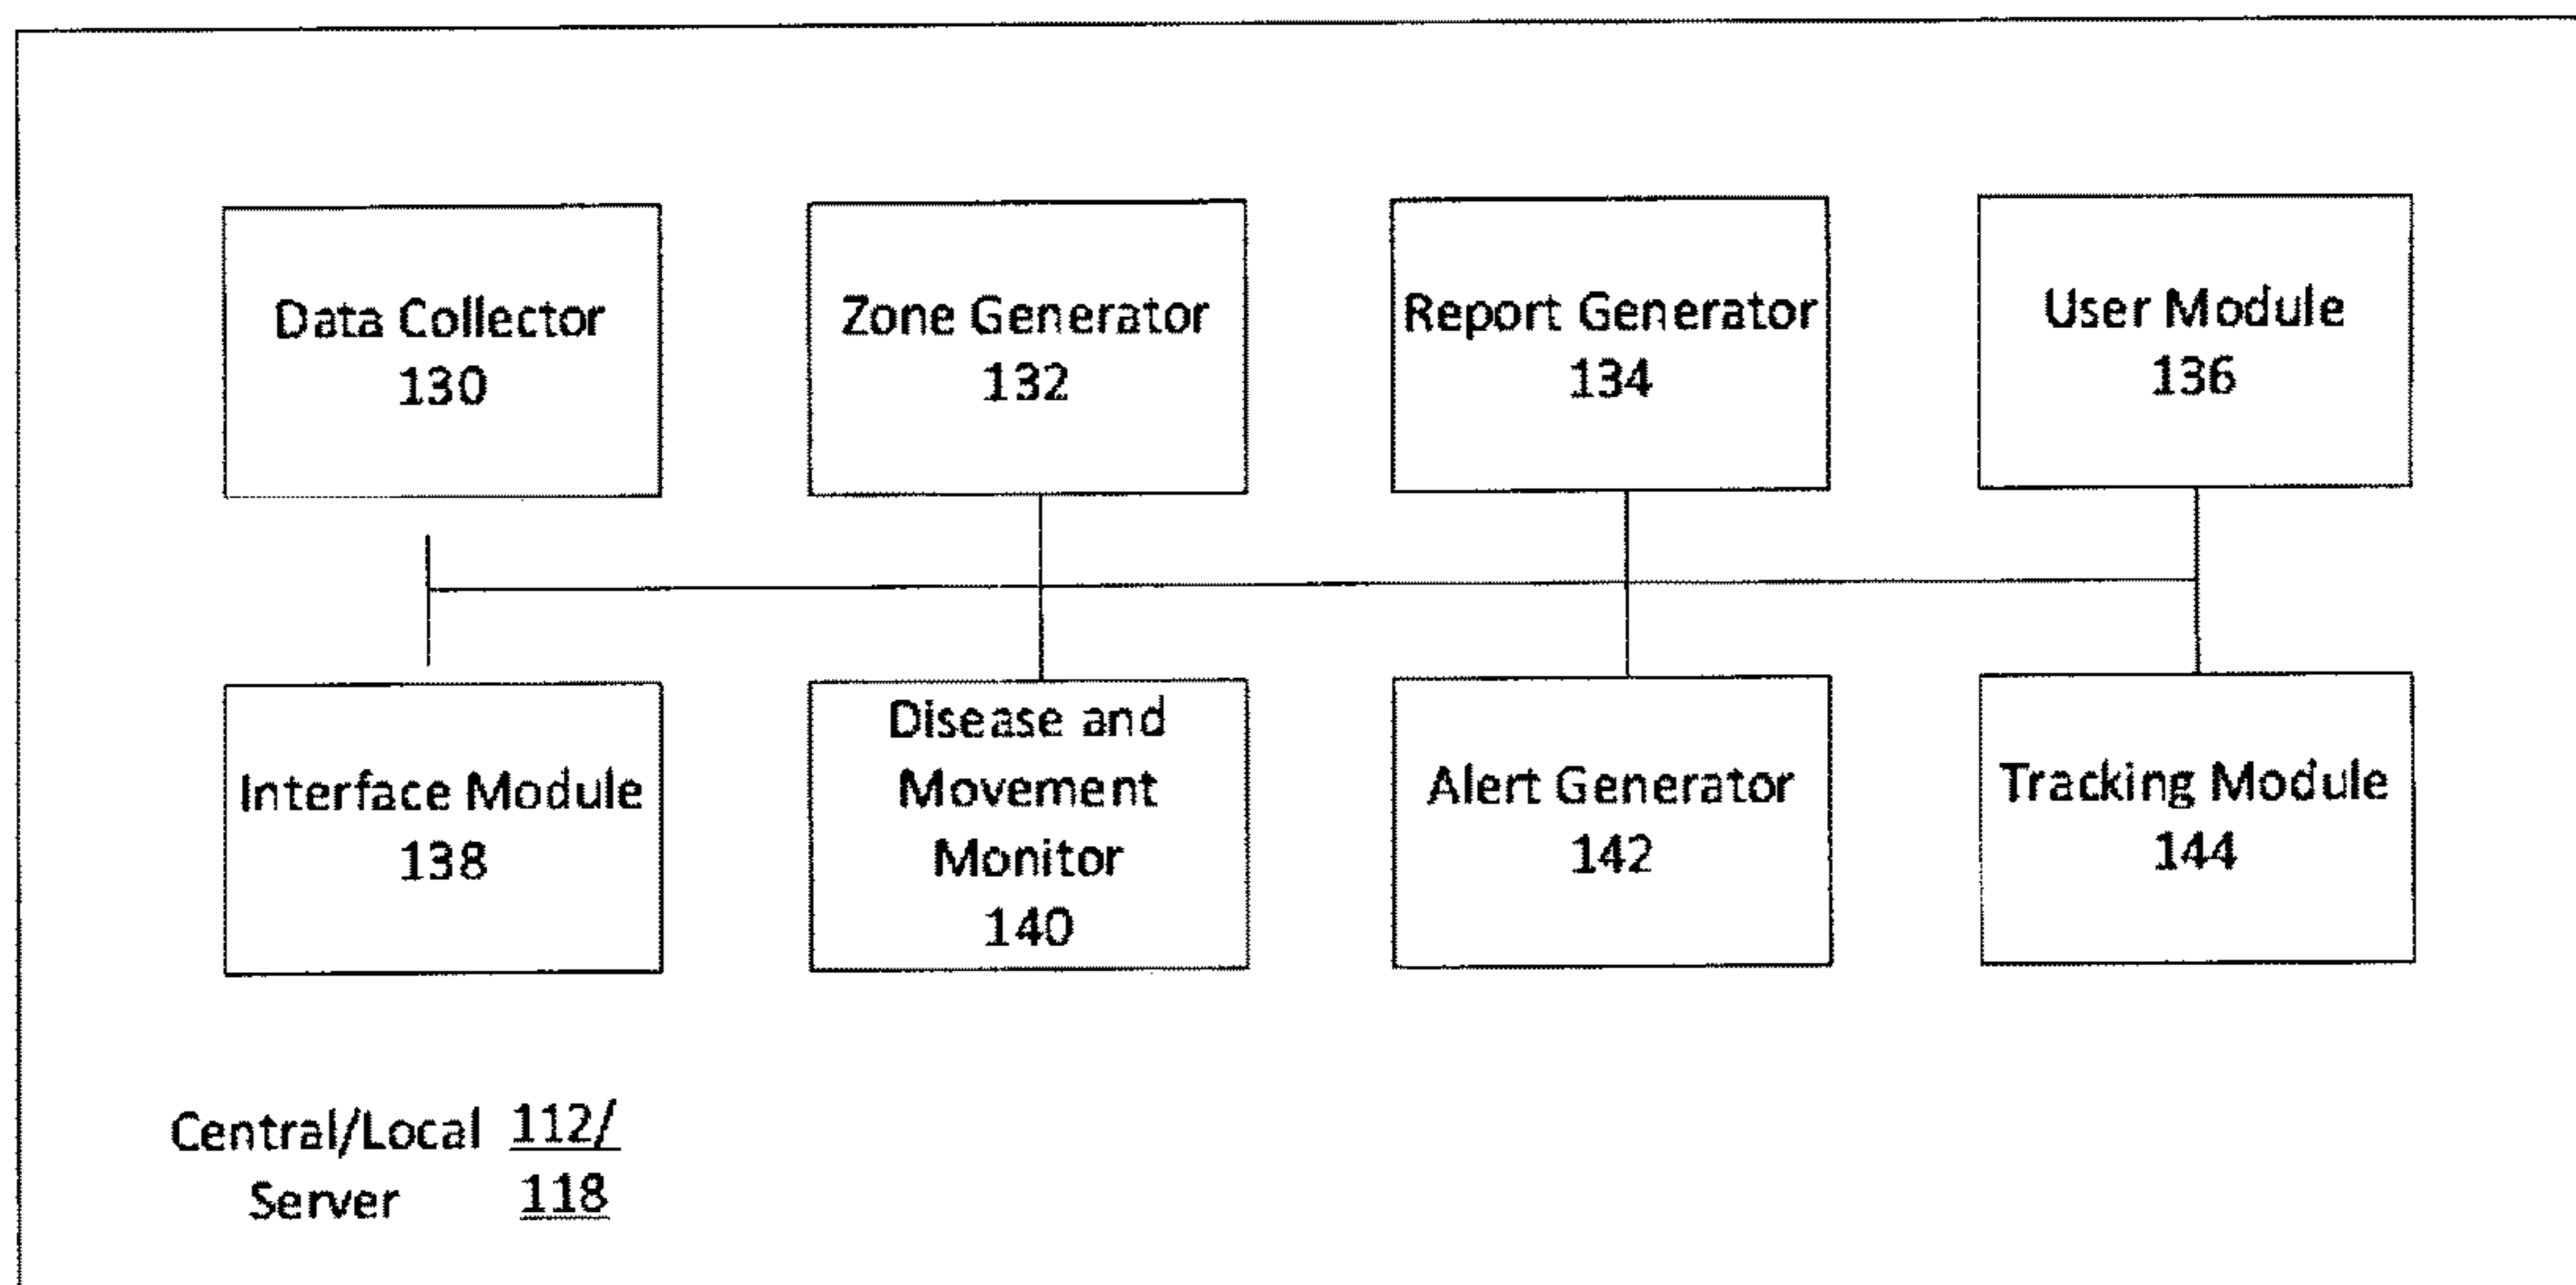 Data Collector
130
Zone Generator
132
Report Generator
134
User Module
136
Interface Module
138
Disease and
Movement
Monitor
140
Alert Generator
142
Tracking Module
144
Central/Local 112/
Server 118